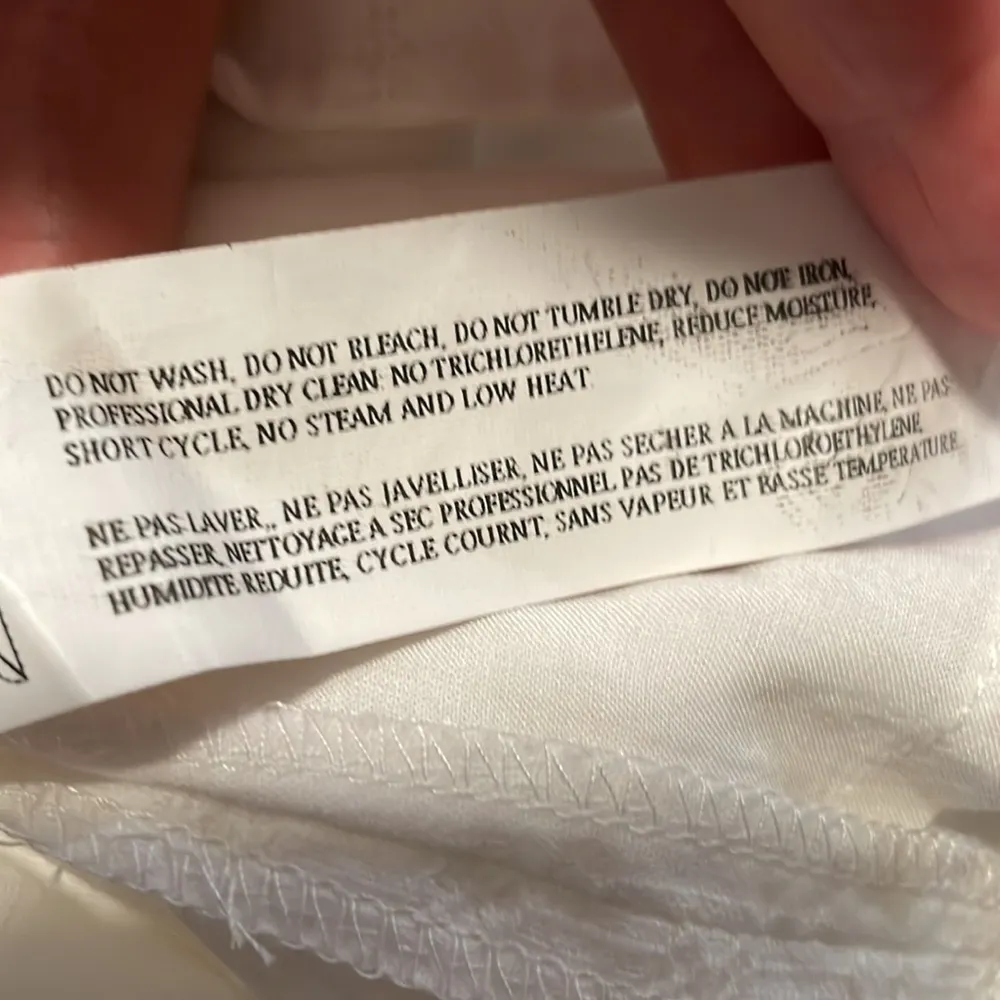 DO NOT WASH, DO NOT BLEACH, DO NOT TUMBLE DRY, DO NOT IRON,
PROFESSIONAL DRY CLEAN: NO TRICHLORETHELENE, REDUCE MOISTURE,
SHORT CYCLE, NO STEAM AND LOW HEAT
NE PAS LAVER,, NE PAS JAVELLISER, NE PAS SECHER A LA MACHINE, NE PAS
REPASSER, NETTOYAGE A SEC PROFESSIONNEL PAS DE TRICHLOROETHYLENE,
HUMIDITE REDUITE, CYCLE COURNT, SANS VAPEUR ET BASSE TEMPERATURE